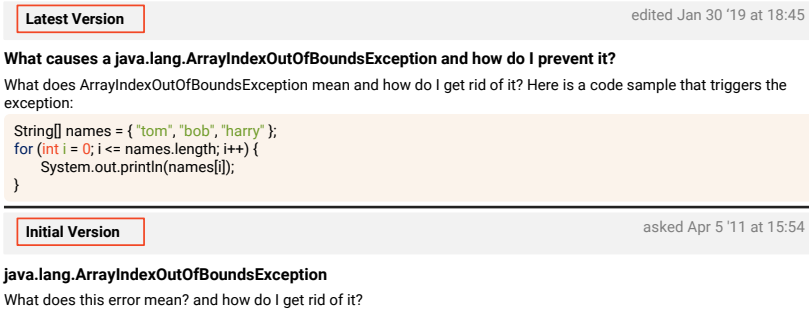 Latest Version
edited Jan 30 '19 at 18:45
What causes a java.lang.ArrayIndexOutOfBoundsException and how do I prevent it?
What does ArrayIndexOutOfBoundsException mean and how do I get rid of it? Here is a code sample that triggers the
exception:
String[] names = { "tom", "bob", "harry" };
for (int i = 0; i <= names.length; i++) {
System.out.println(names[i]);
}
Initial Version
asked Apr 5 '11 at 15:54
java.lang.ArrayIndexOutOfBoundsException
What does this error mean? and how do I get rid of it?